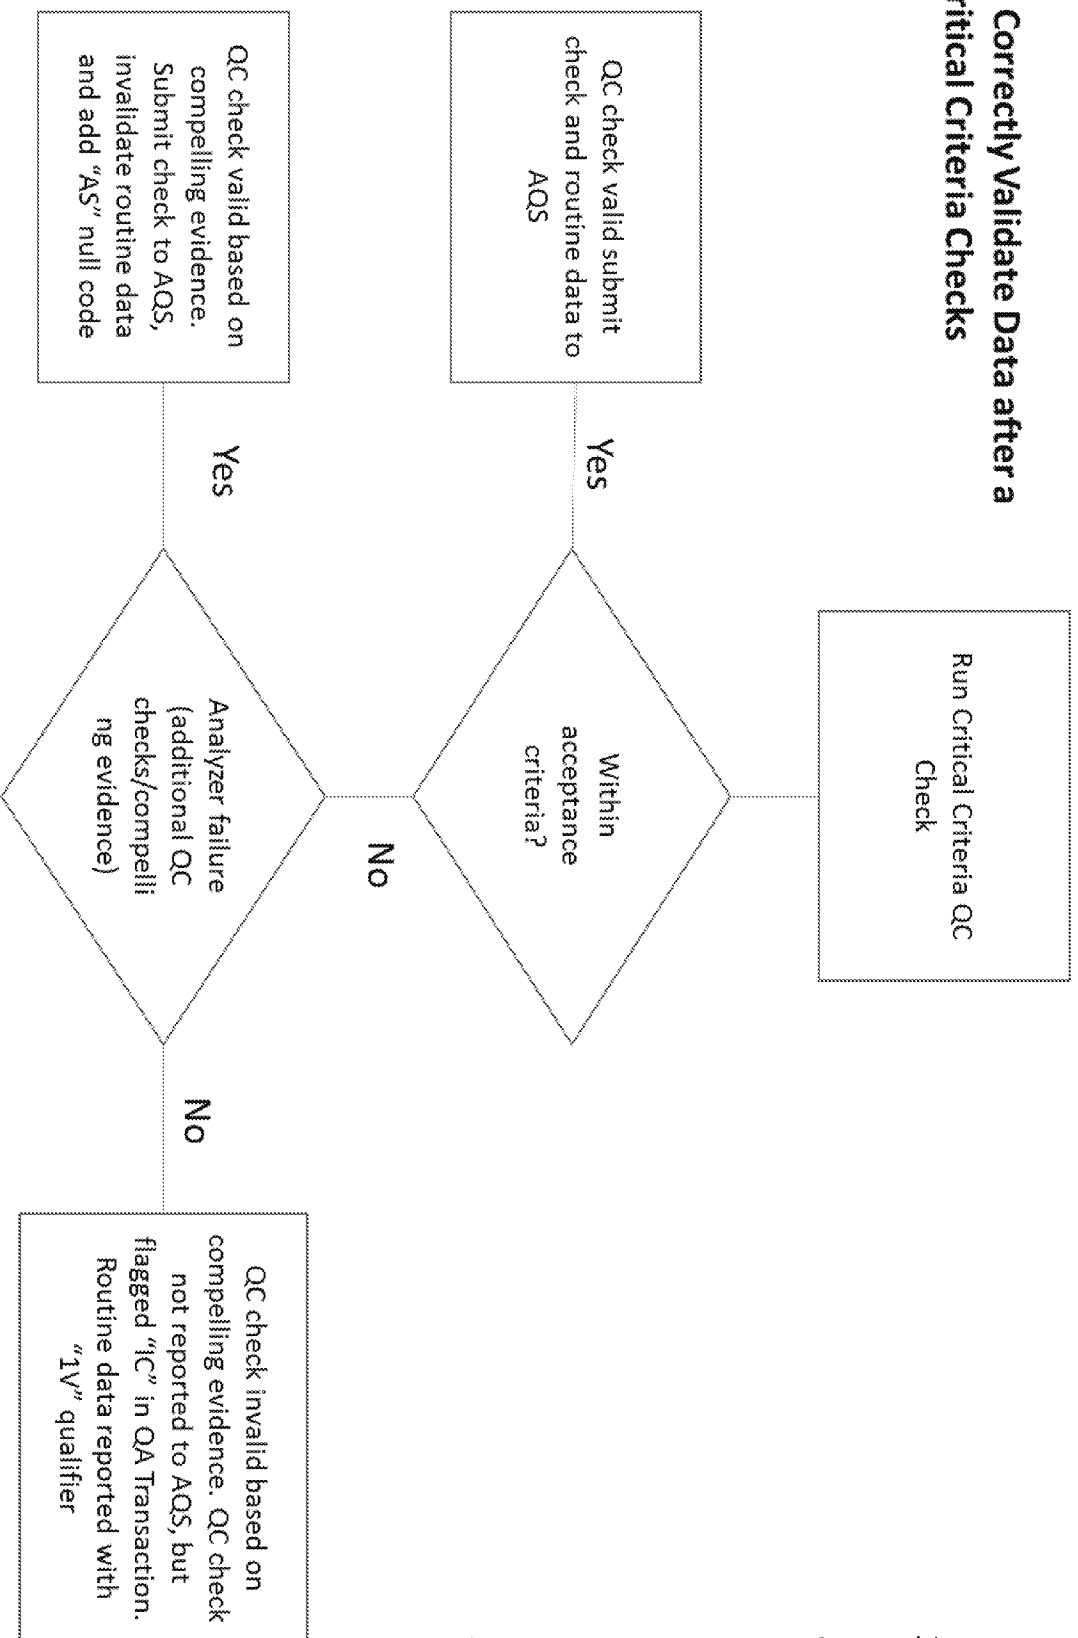 Correctly Validate Data after a
ritical Criteria Checks
Run Critical Criteria QC
Check
Within
acceptance
criteria?
Yes
QC check valid submit
check and routine data to
AQS
No
Analyzer failure
(additional QC
checks/compelli
ng evidence)
Yes
QC check valid based on
compelling evidence.
Submit check to AQS,
invalidate routine data
and add “AS” null code
No
QC check invalid based on
compelling evidence. QC check
not reported to AQS, but
flagged “IC” in QA Transaction.
Routine data reported with
“1V” qualifier